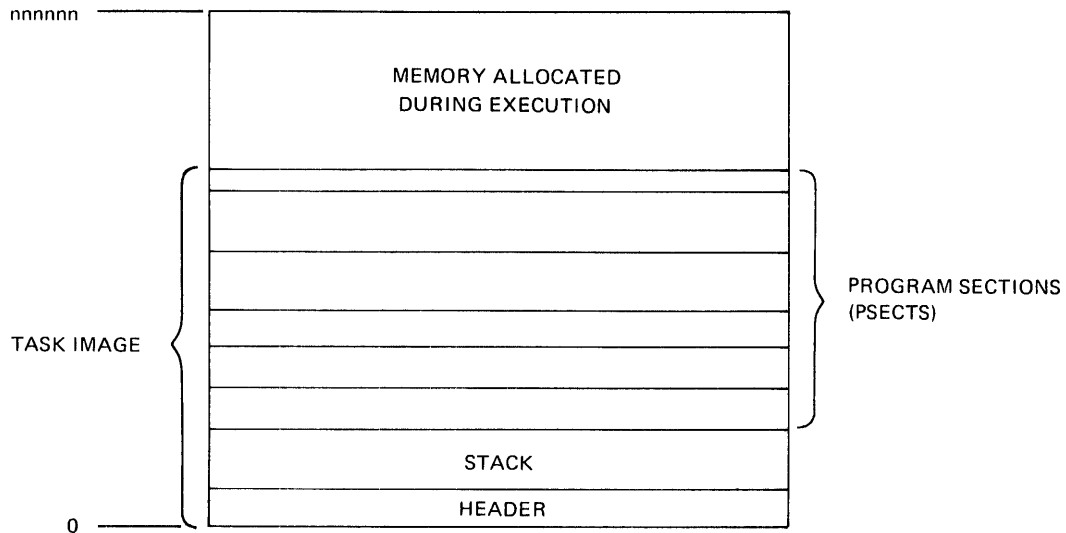 nnnnnn
MEMORY ALLOCATED
DURING EXECUTION
PROGRAM SECTIONS
(PSECTS)
TASK IMAGE
STACK
HEADER
0